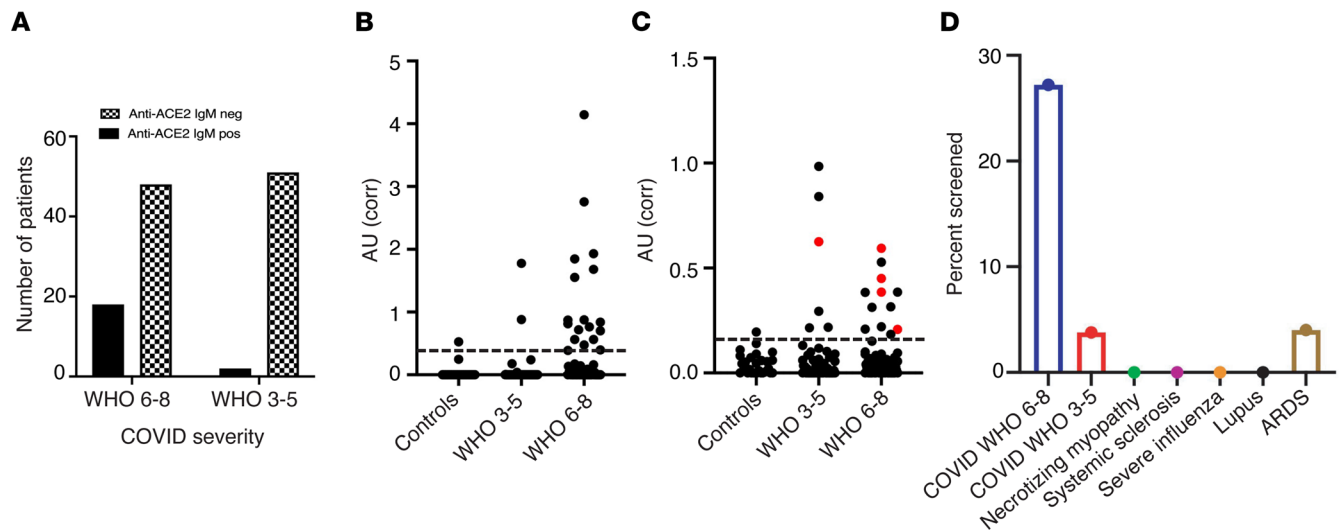 A
Anti-ACE2 IgM neg
Anti-ACE2 IgM pos
Number of patients
60
40
20
0
WHO 6-8
WHO 3-5
COVID severity
B
AU (corr)
5
4
3
2
1
0
Controls
WHO 3-5
WHO 6-8
C
AU (corr)
1.5
1.0
0.5
0.0
Controls
WHO 3-5
WHO 6-8
D
Percent screened
30
20
10
0
COVID WHO 6-8
COVID WHO 3-5
Necrotizing myopathy
Systemic sclerosis
Severe influenza
Lupus
ARDS